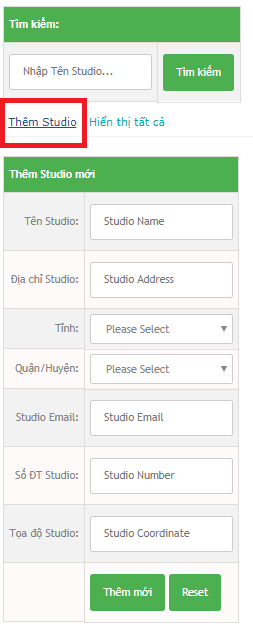 Tìm kiếm:
Nhập Tên Studio... Tìm kiếm
Thêm Studio Hiển thị tất cả
Thêm Studio mới
Tên Studio: Studio Name
Địa chỉ Studio: Studio Address
Tỉnh: Please Select
Quận/Huyện: Please Select
Studio Email: Studio Email
Số ĐT Studio: Studio Number
Tọa độ Studio: Studio Coordinate
Thêm mới Reset